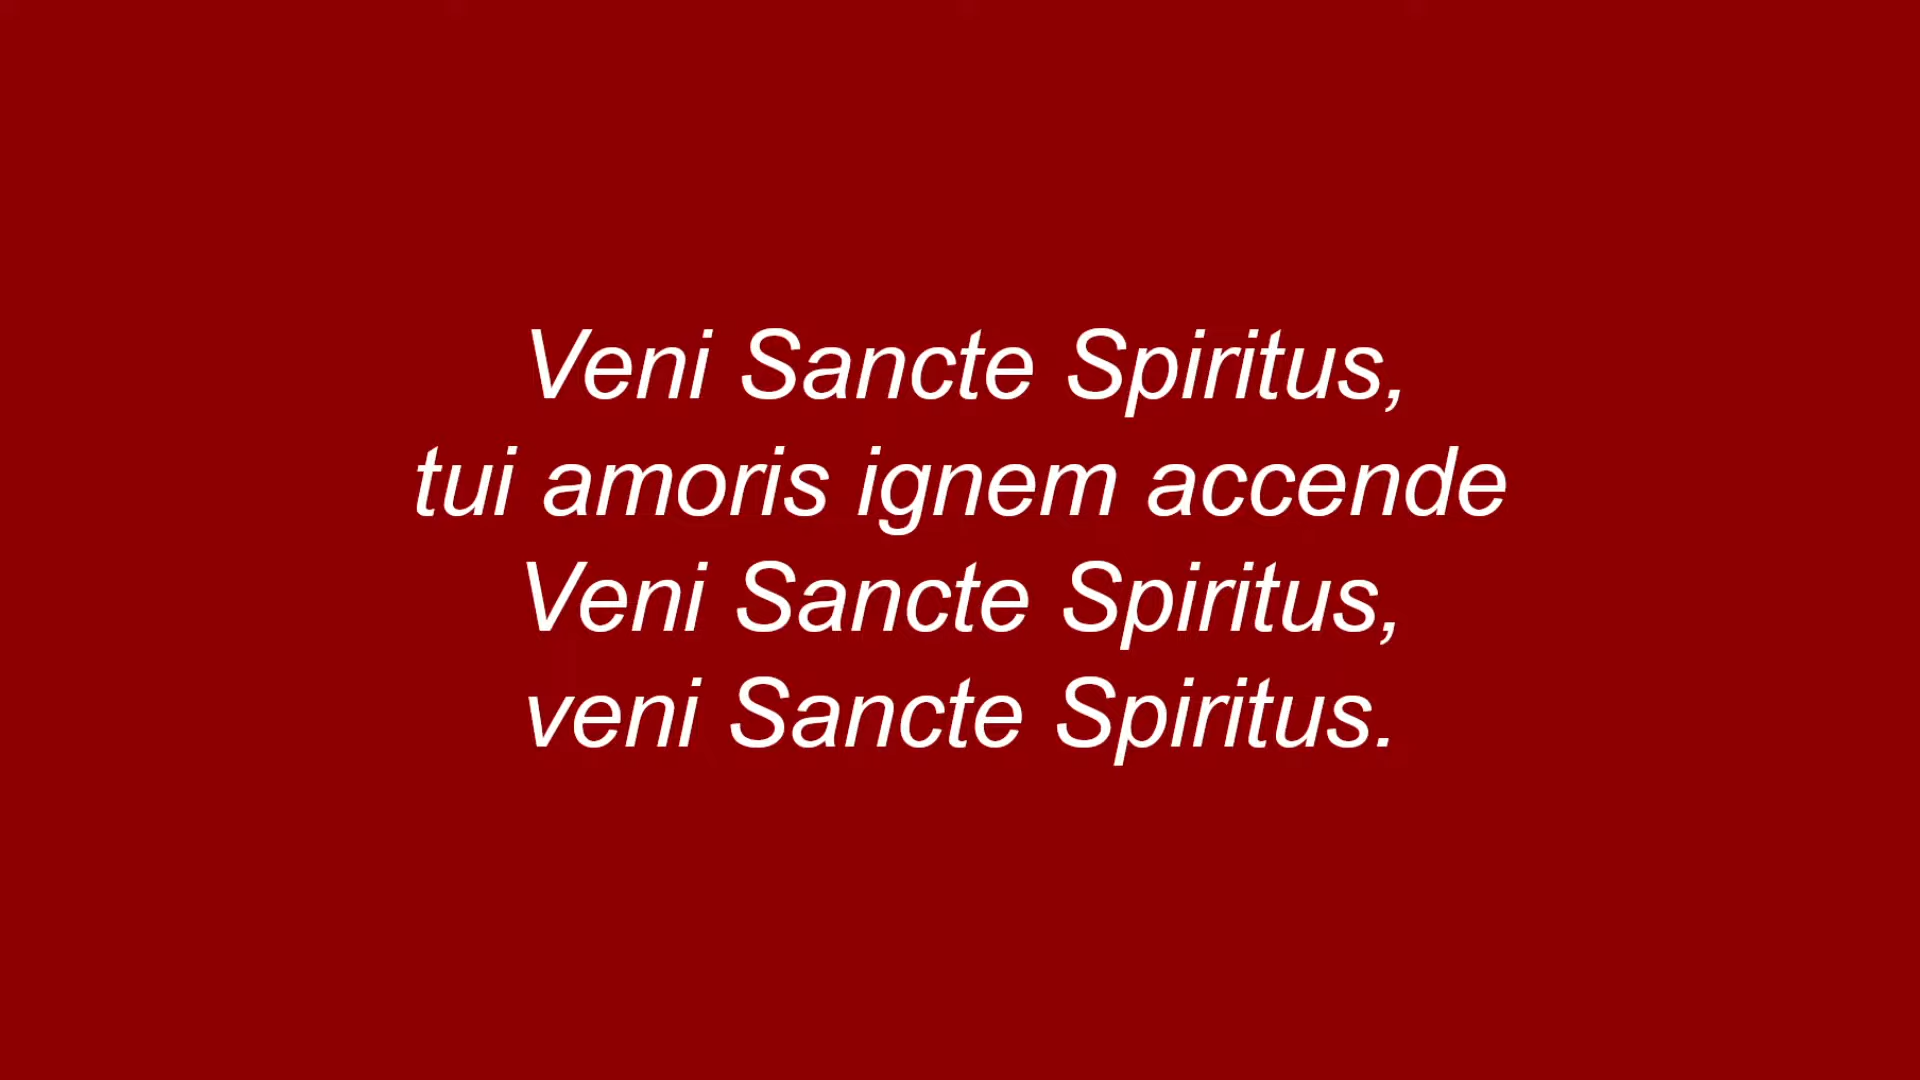 Veni Sancte Spiritus,
tui amoris ignem accende
Veni Sancte Spiritus,
veni Sancte Spiritus.